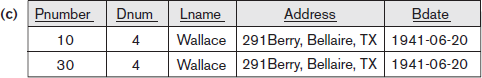 (c) Pnumber Dnum Lname Address Bdate
10 4 Wallace 291Berry, Bellaire, TX 1941-06-20
30 4 Wallace 291Berry, Bellaire, TX 1941-06-20